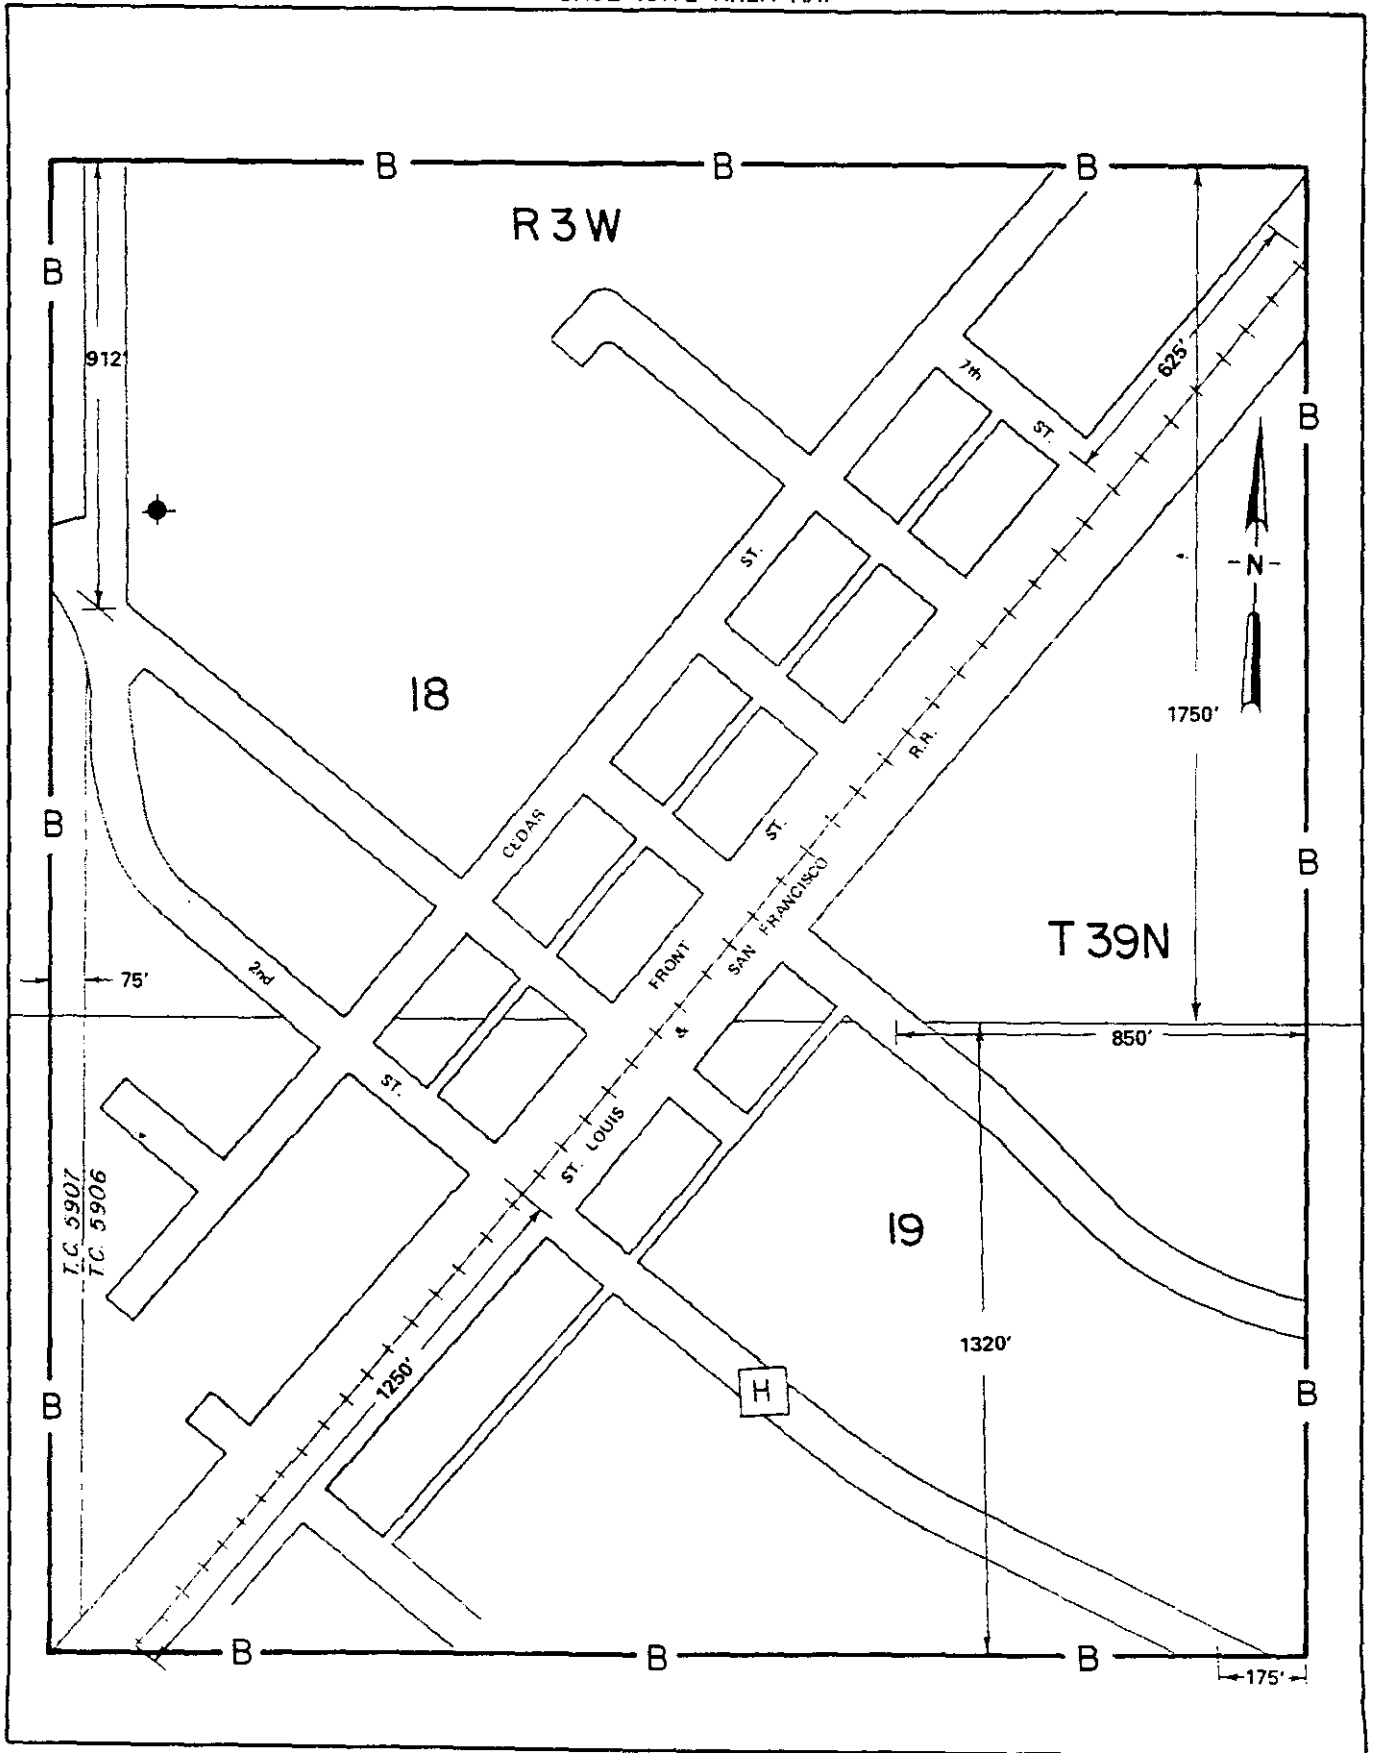 B
B
B
R 3 W
B
912'
7th
ST.
625'
B
ST.
-N-
18
1750'
R.R.
CEDAR
ST.
B
B
SAN FRANCISCO
T 39N
FRONT
2nd
75'
&
850'
ST.
ST. LOUIS
T.C. 5907
T.C. 5906
19
1320'
1250'
H
B
B
B
B
B
175'